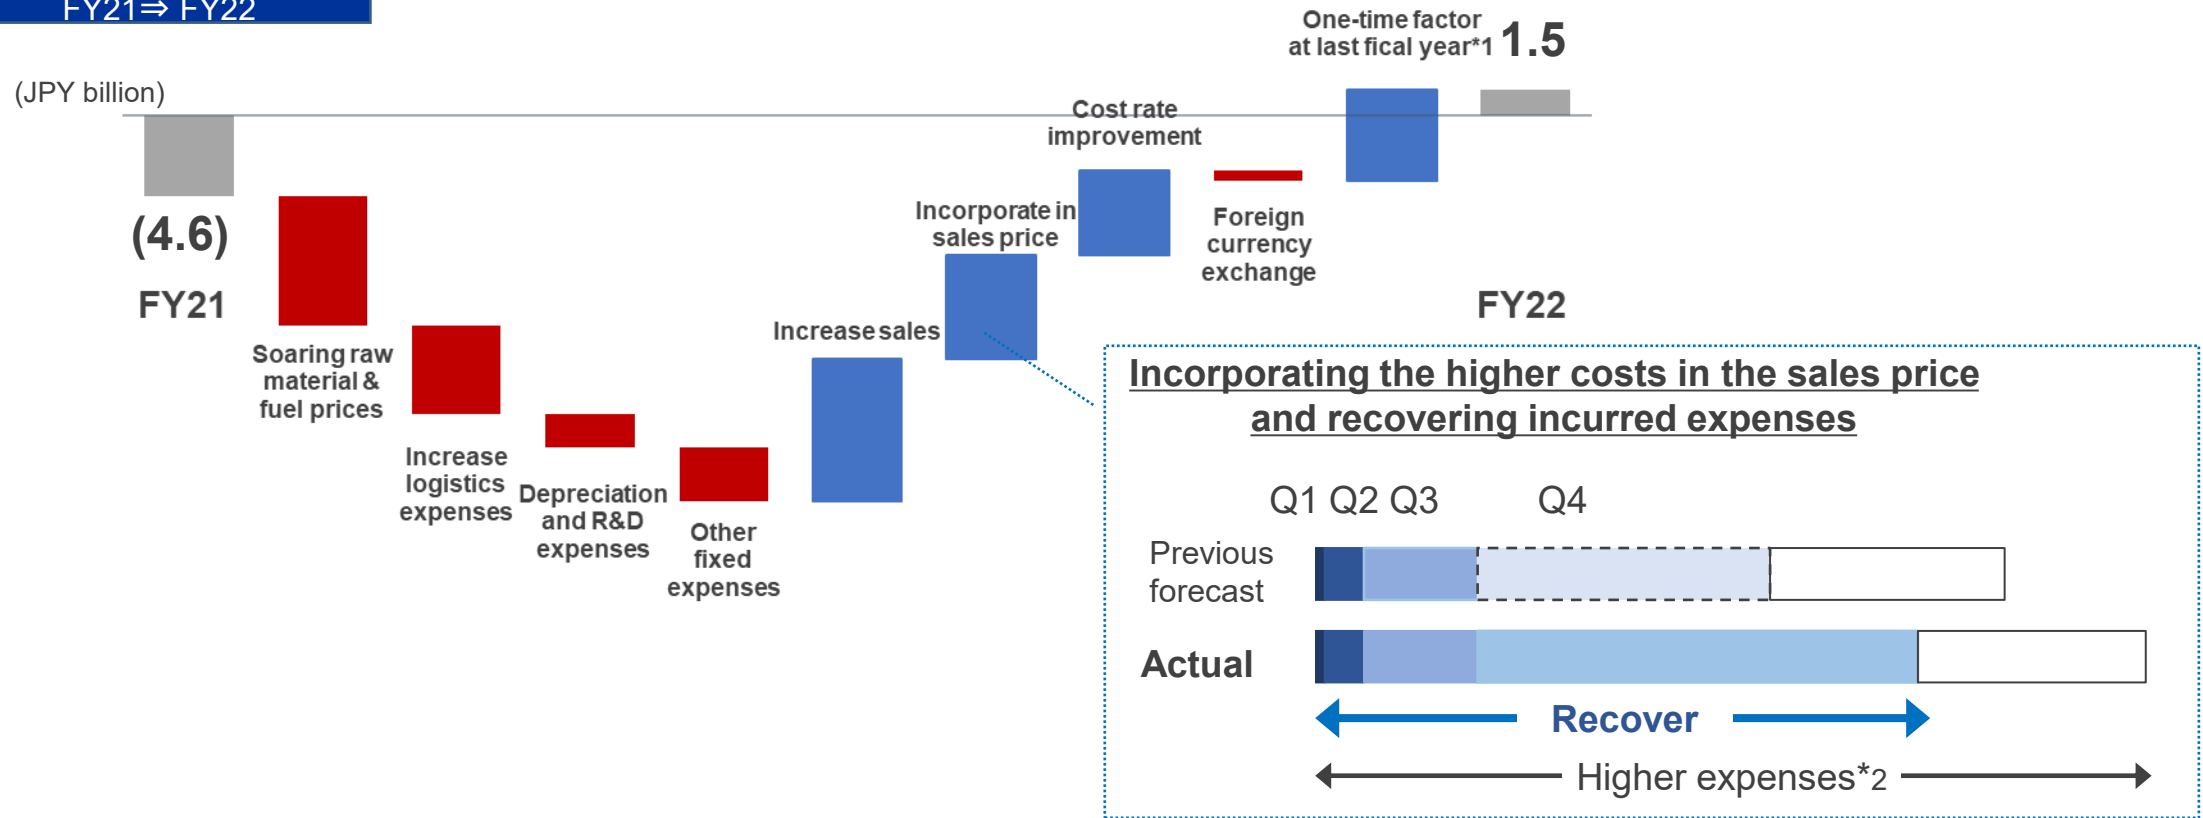 FY21⇒ FY22
(JPY billion)
(4.6)
FY21
Soaring raw
material &
fuel prices
Increase
logistics
expenses
Depreciation
and R&D
expenses
Other
fixed
expenses
Increase sales
Incorporate in
sales price
Cost rate
improvement
Foreign
currency
exchange
One-time factor
at last fical year*1
1.5
FY22
Incorporating the higher costs in the sales price
and recovering incurred expenses
Q1 Q2 Q3 Q4
Previous
forecast
Actual
Recover
Higher expenses*2